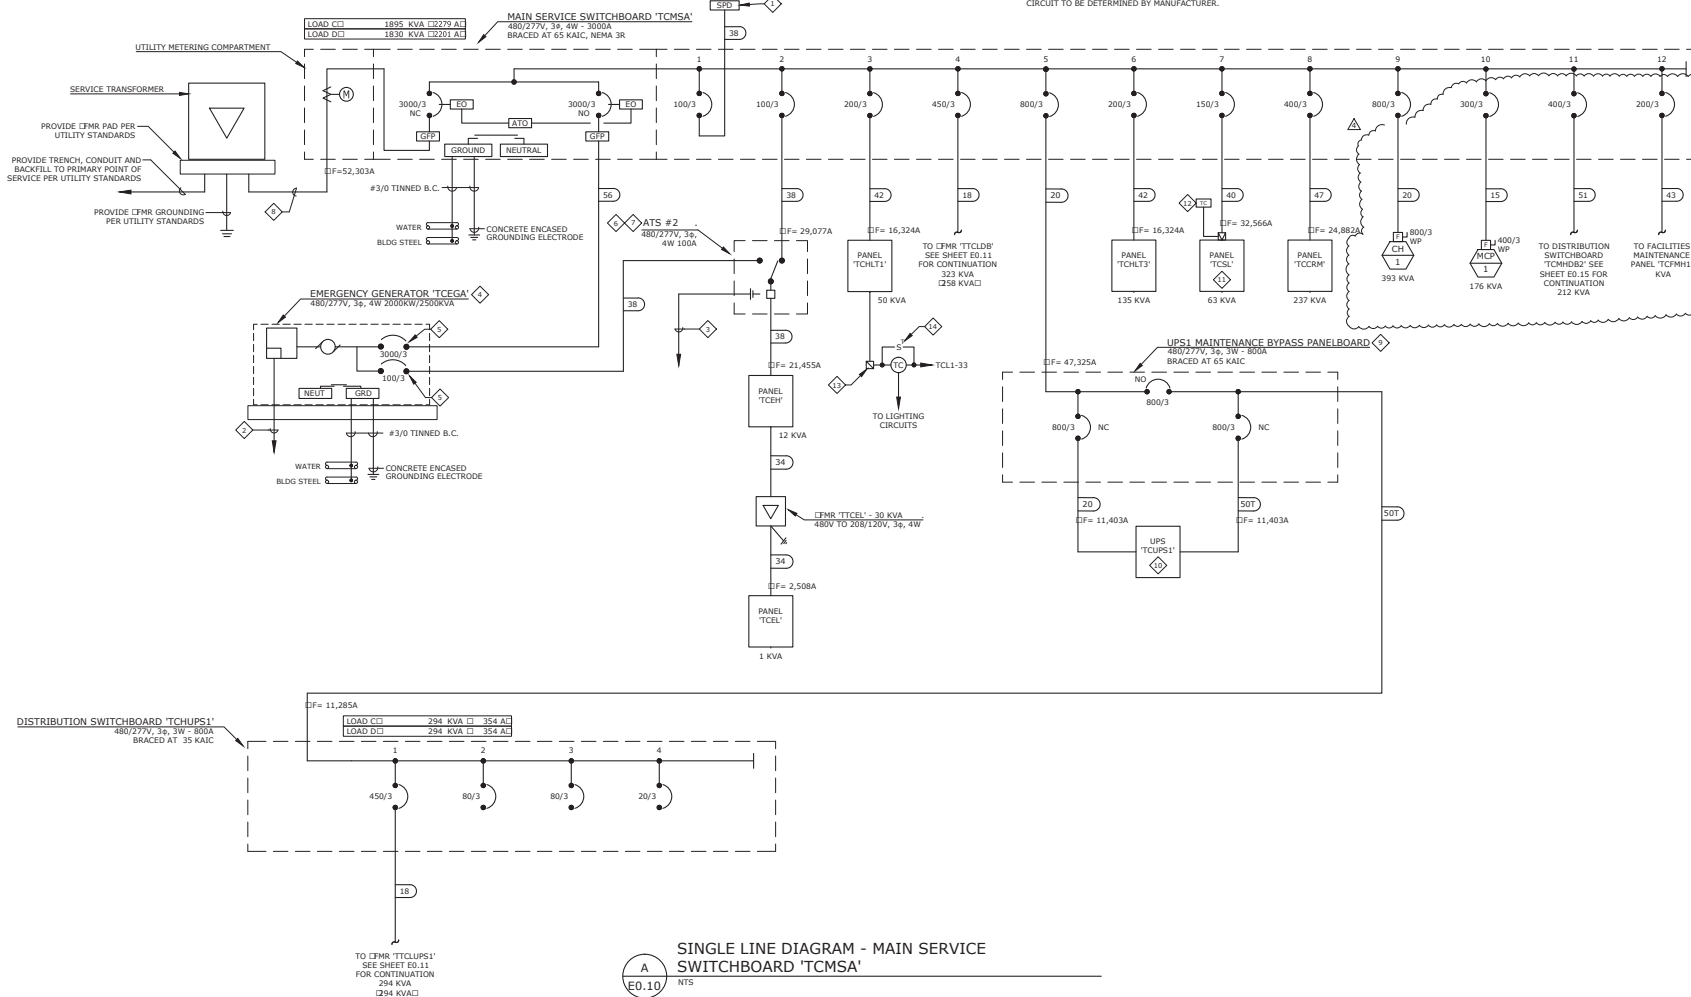 CIRCUIT TO BE DETERMINED BY MANUFACTURER.
SPD
1
38
LOAD C□ 1895 KVA □2279 A□
LOAD D□ 1830 KVA □2201 A□
MAIN SERVICE SWITCHBOARD 'TCMSA'
480/277V, 3ϕ, 4W - 3000A
BRACED AT 65 KAIC, NEMA 3R
UTILITY METERING COMPARTMENT
SERVICE TRANSFORMER
PROVIDE □FMR PAD PER
UTILITY STANDARDS
PROVIDE TRENCH, CONDUIT AND
BACKFILL TO PRIMARY POINT OF
SERVICE PER UTILITY STANDARDS
PROVIDE □FMR GROUNDING
PER UTILITY STANDARDS
8
M
□F=52,303A
3000/3
NC
EO
GFP
ATO
3000/3
NO
EO
GFP
GROUND
NEUTRAL
#3/0 TINNED B.C.
WATER
BLDG STEEL
CONCRETE ENCASED
GROUNDING ELECTRODE
56
1
100/3
2
100/3
3
200/3
4
450/3
5
800/3
6
200/3
7
150/3
8
400/3
9
800/3
10
300/3
11
400/3
12
200/3
4
38
42
18
20
42
40
47
20
15
51
43
6
7
ATS #2
480/277V, 3ϕ,
4W 100A
□F= 29,077A
□F= 16,324A
PANEL
'TCHLT1'
50 KVA
TO □FMR 'TTCLDB'
SEE SHEET E0.11
FOR CONTINUATION
323 KVA
□258 KVA□
□F= 16,324A
PANEL
'TCHLT3'
135 KVA
12
TC
□F= 32,566A
PANEL
'TCSL'
11
63 KVA
□F= 24,882A
PANEL
'TCCRM'
237 KVA
F
800/3
WP
CH
1
393 KVA
F
400/3
WP
MCP
1
176 KVA
TO DISTRIBUTION
SWITCHBOARD
'TCMHDB2' SEE
SHEET E0.15 FOR
CONTINUATION
212 KVA
TO FACILITIES
MAINTENANCE
PANEL 'TCFMH1
KVA
EMERGENCY GENERATOR 'TCEGA'
4
480/277V, 3ϕ, 4W 2000KW/2500KVA
5
3000/3
100/3
5
NEUT
GRD
2
#3/0 TINNED B.C.
WATER
BLDG STEEL
CONCRETE ENCASED
GROUNDING ELECTRODE
38
3
38
□F= 21,455A
PANEL
'TCEH'
12 KVA
34
□FMR 'TTCEL' - 30 KVA
480V TO 208/120V, 3ϕ, 4W
34
□F= 2,508A
PANEL
'TCEL'
1 KVA
14
S
T
TC
TCL1-33
13
TO LIGHTING
CIRCUITS
□F= 47,325A
UPS1 MAINTENANCE BYPASS PANELBOARD
9
480/277V, 3ϕ, 3W - 800A
BRACED AT 65 KAIC
NO
800/3
800/3
NC
800/3
NC
20
□F= 11,403A
50T
□F= 11,403A
50T
UPS
'TCUPS1'
10
□F= 11,285A
DISTRIBUTION SWITCHBOARD 'TCHUPS1'
480/277V, 3ϕ, 3W - 800A
BRACED AT 35 KAIC
LOAD C□ 294 KVA □ 354 A□
LOAD D□ 294 KVA □ 354 A□
1
450/3
2
80/3
3
80/3
4
20/3
18
TO □FMR 'TTCLUPS1'
SEE SHEET E0.11
FOR CONTINUATION
294 KVA
□294 KVA□
A
E0.10
SINGLE LINE DIAGRAM - MAIN SERVICE
SWITCHBOARD 'TCMSA'
NTS